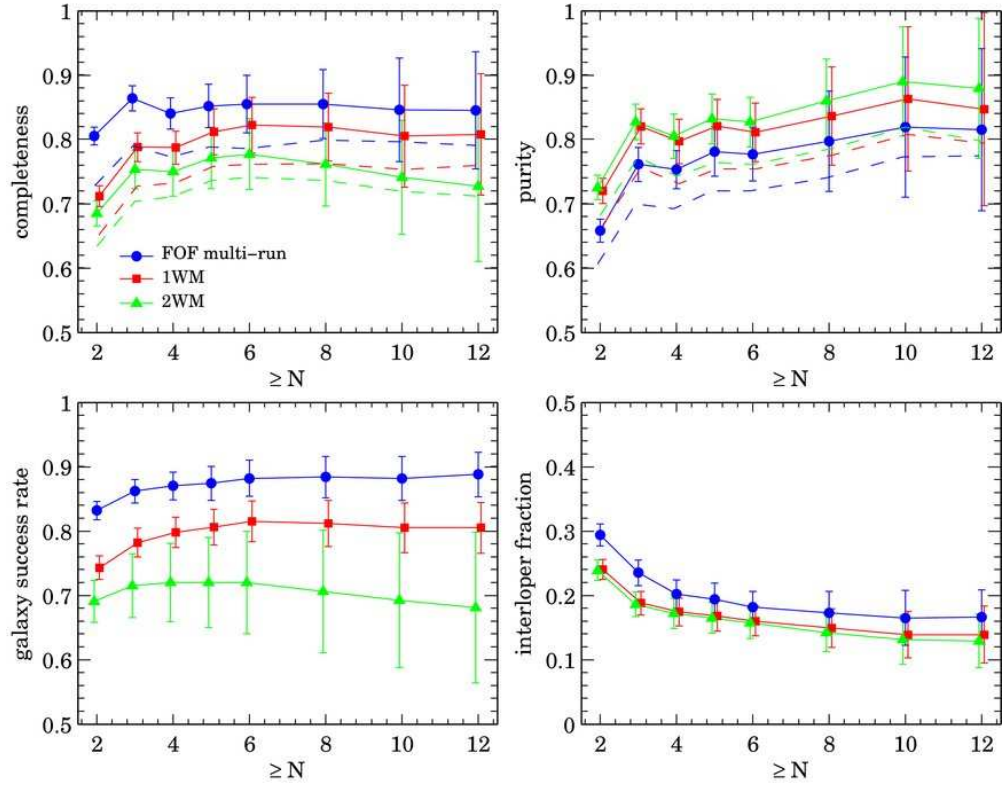 1
0.9
0.8
0.7
0.6
0.5
completeness
FOF multi−run
1WM
2WM
2 4 6 8 10 12
≥ N
1
0.9
0.8
0.7
0.6
0.5
purity
2 4 6 8 10 12
≥ N
1
0.9
0.8
0.7
0.6
0.5
galaxy success rate
2 4 6 8 10 12
≥ N
0.5
0.4
0.3
0.2
0.1
0
interloper fraction
2 4 6 8 10 12
≥ N